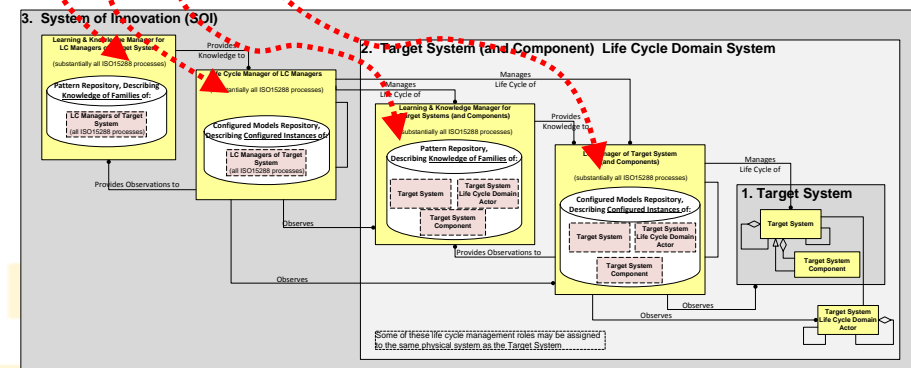 3. System of Innovation (SOI)
Learning & Knowledge Manager for
LC Managers of Target System
(substantially all ISO15288 processes)
Pattern Repository, Describing
Knowledge of Families of:
LC Managers of Target
System
(all ISO15288 processes)
Provides
Knowledge to
Provides Observations to
Life Cycle Manager of LC Managers
(substantially all ISO15288 processes)
Configured Models Repository,
Describing Configured Instances of:
LC Managers of Target
System
(all ISO15288 processes)
Observes
Observes
2. Target System (and Component) Life Cycle Domain System
Manages
Life Cycle of
Manages
Life Cycle of
Learning & Knowledge Manager for
Target Systems (and Components)
(substantially all ISO15288 processes)
Pattern Repository,
Describing Knowledge of Families of:
Target System
Target System
Life Cycle Domain
Actor
Target System
Component
Provides
Knowledge to
Provides Observations to
LC Manager of Target System
(and Components)
(substantially all ISO15288 processes)
Configured Models Repository,
Describing Configured Instances of:
Target System
Target System
Life Cycle Domain
Actor
Target System
Component
Manages
Life Cycle of
1. Target System
Target System
Target System
Component
Observes
Observes
Target System
Life Cycle Domain
Actor
Some of these life cycle management roles may be assigned
to the same physical system as the Target System